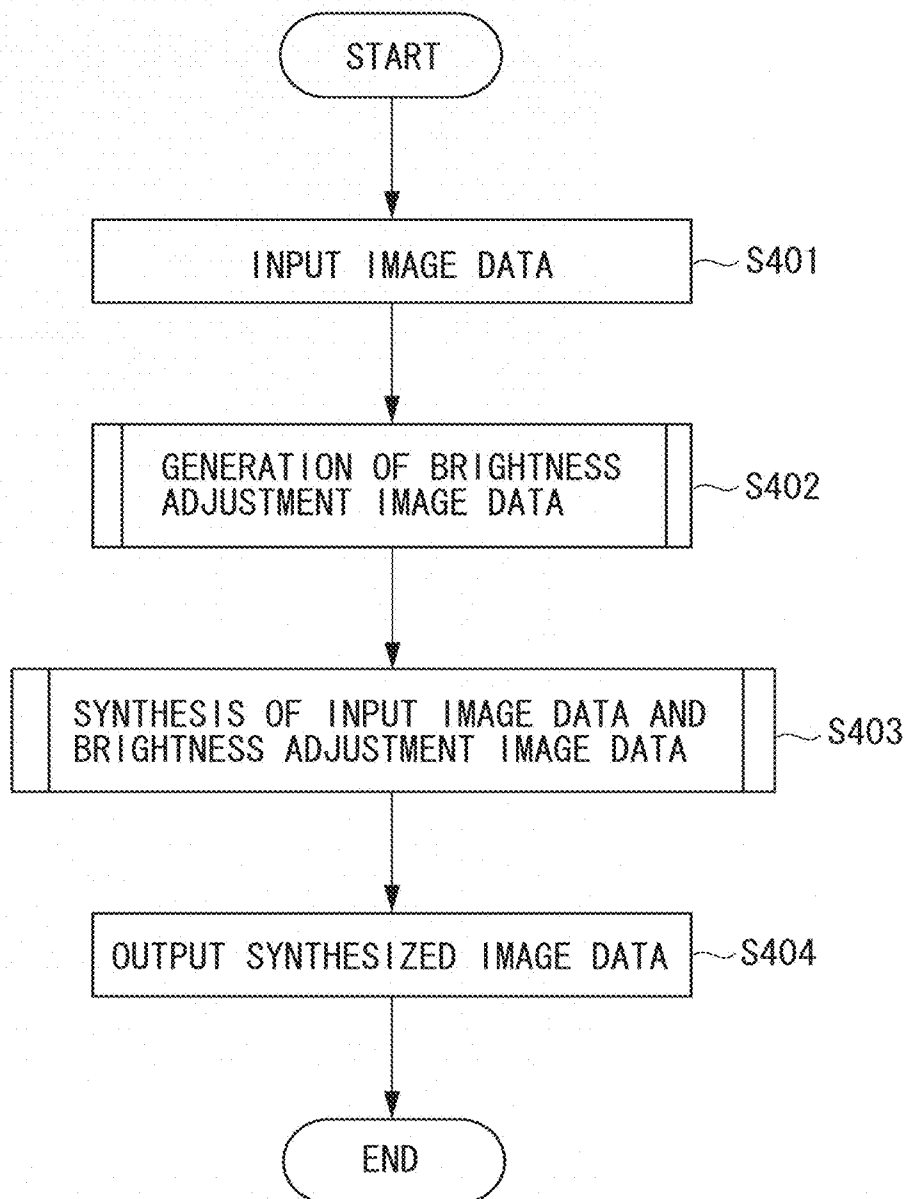 START
INPUT IMAGE DATA
S401
GENERATION OF BRIGHTNESS
ADJUSTMENT IMAGE DATA
S402
SYNTHESIS OF INPUT IMAGE DATA AND
BRIGHTNESS ADJUSTMENT IMAGE DATA
S403
OUTPUT SYNTHESIZED IMAGE DATA
S404
END